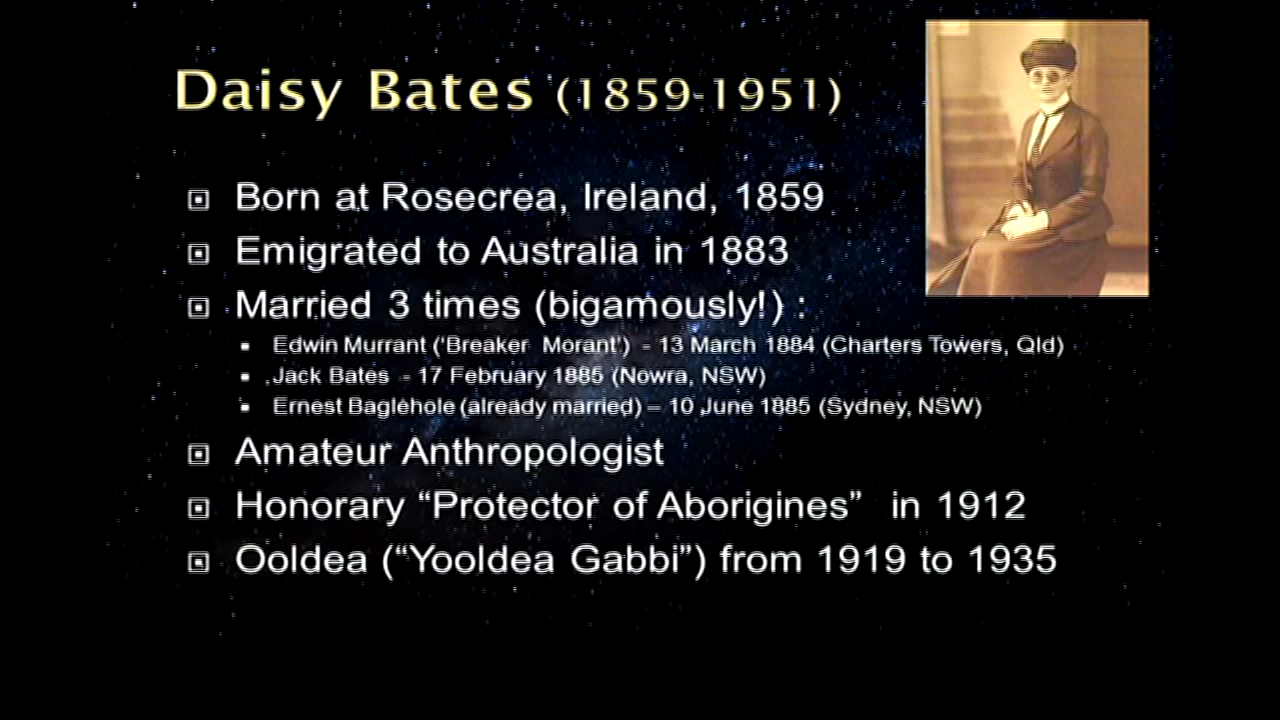 Daisy Bates (1859-1951)
Born at Rosecrea, Ireland, 1859
Emigrated to Australia in 1883
Married 3 times (bigamously!) :
Edwin Murrant ('Breaker Morant') - 13 March 1884 (Charters Towers, Qld)
Jack Bates - 17 February 1885 (Nowra, NSW)
Ernest Baglehole (already married) – 10 June 1885 (Sydney, NSW)
Amateur Anthropologist
Honorary “Protector of Aborigines” in 1912
Ooldea (“Yooldea Gabbi”) from 1919 to 1935